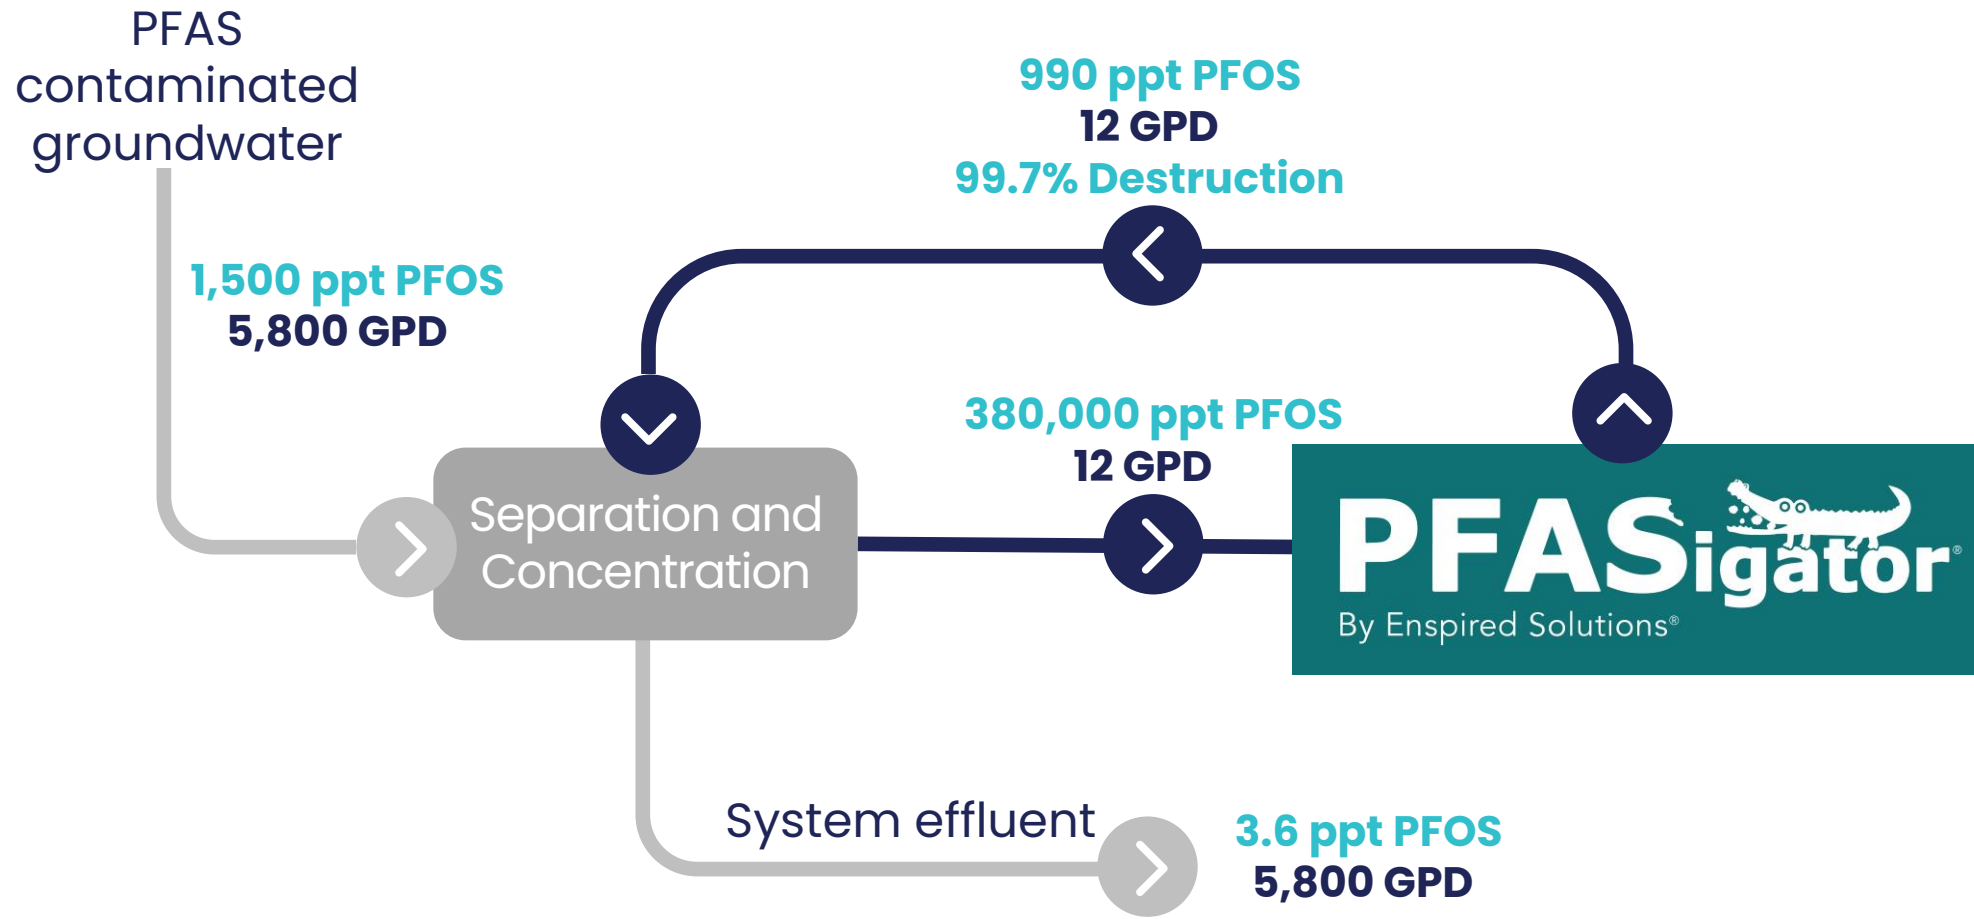 PFAS
contaminated
groundwater
1,500 ppt PFOS
5,800 GPD
990 ppt PFOS
12 GPD
99.7% Destruction
380,000 ppt PFOS
12 GPD
Separation and
Concentration
PFASigator®
By Enspired Solutions®
System effluent
3.6 ppt PFOS
5,800 GPD